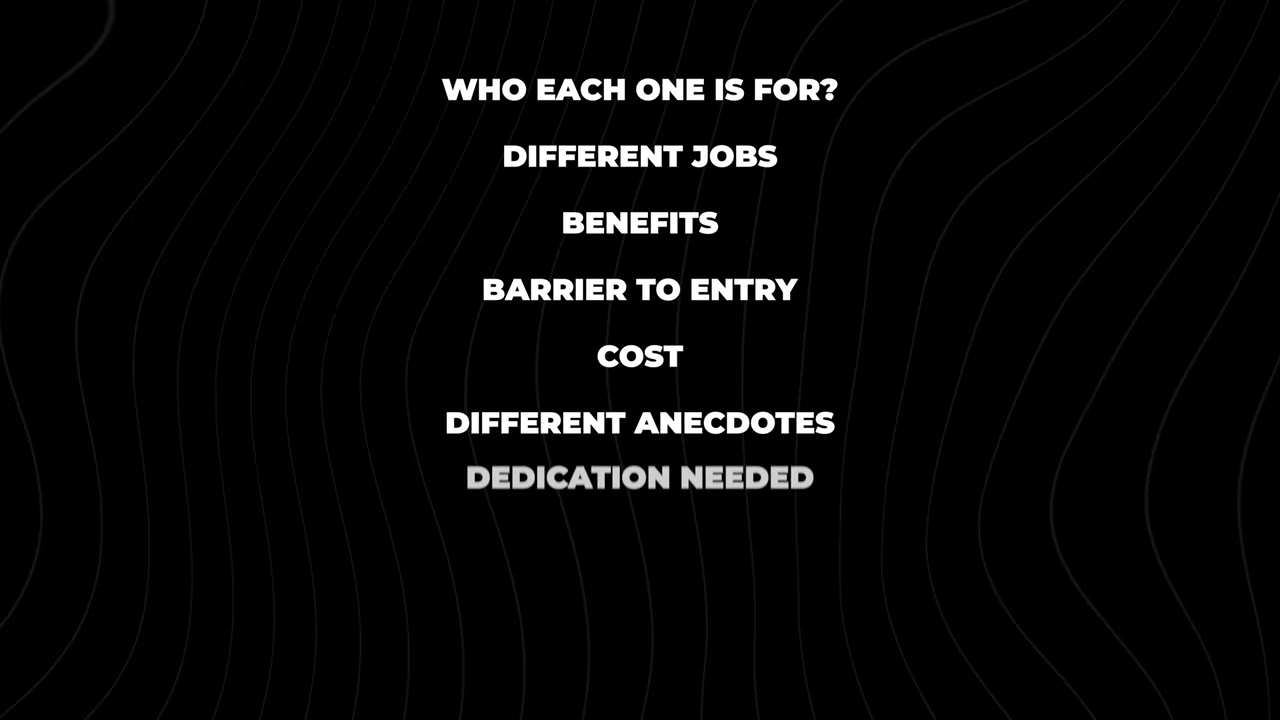 WHO EACH ONE IS FOR?
DIFFERENT JOBS
BENEFITS
BARRIER TO ENTRY
COST
DIFFERENT ANECDOTES
DEDICATION NEEDED